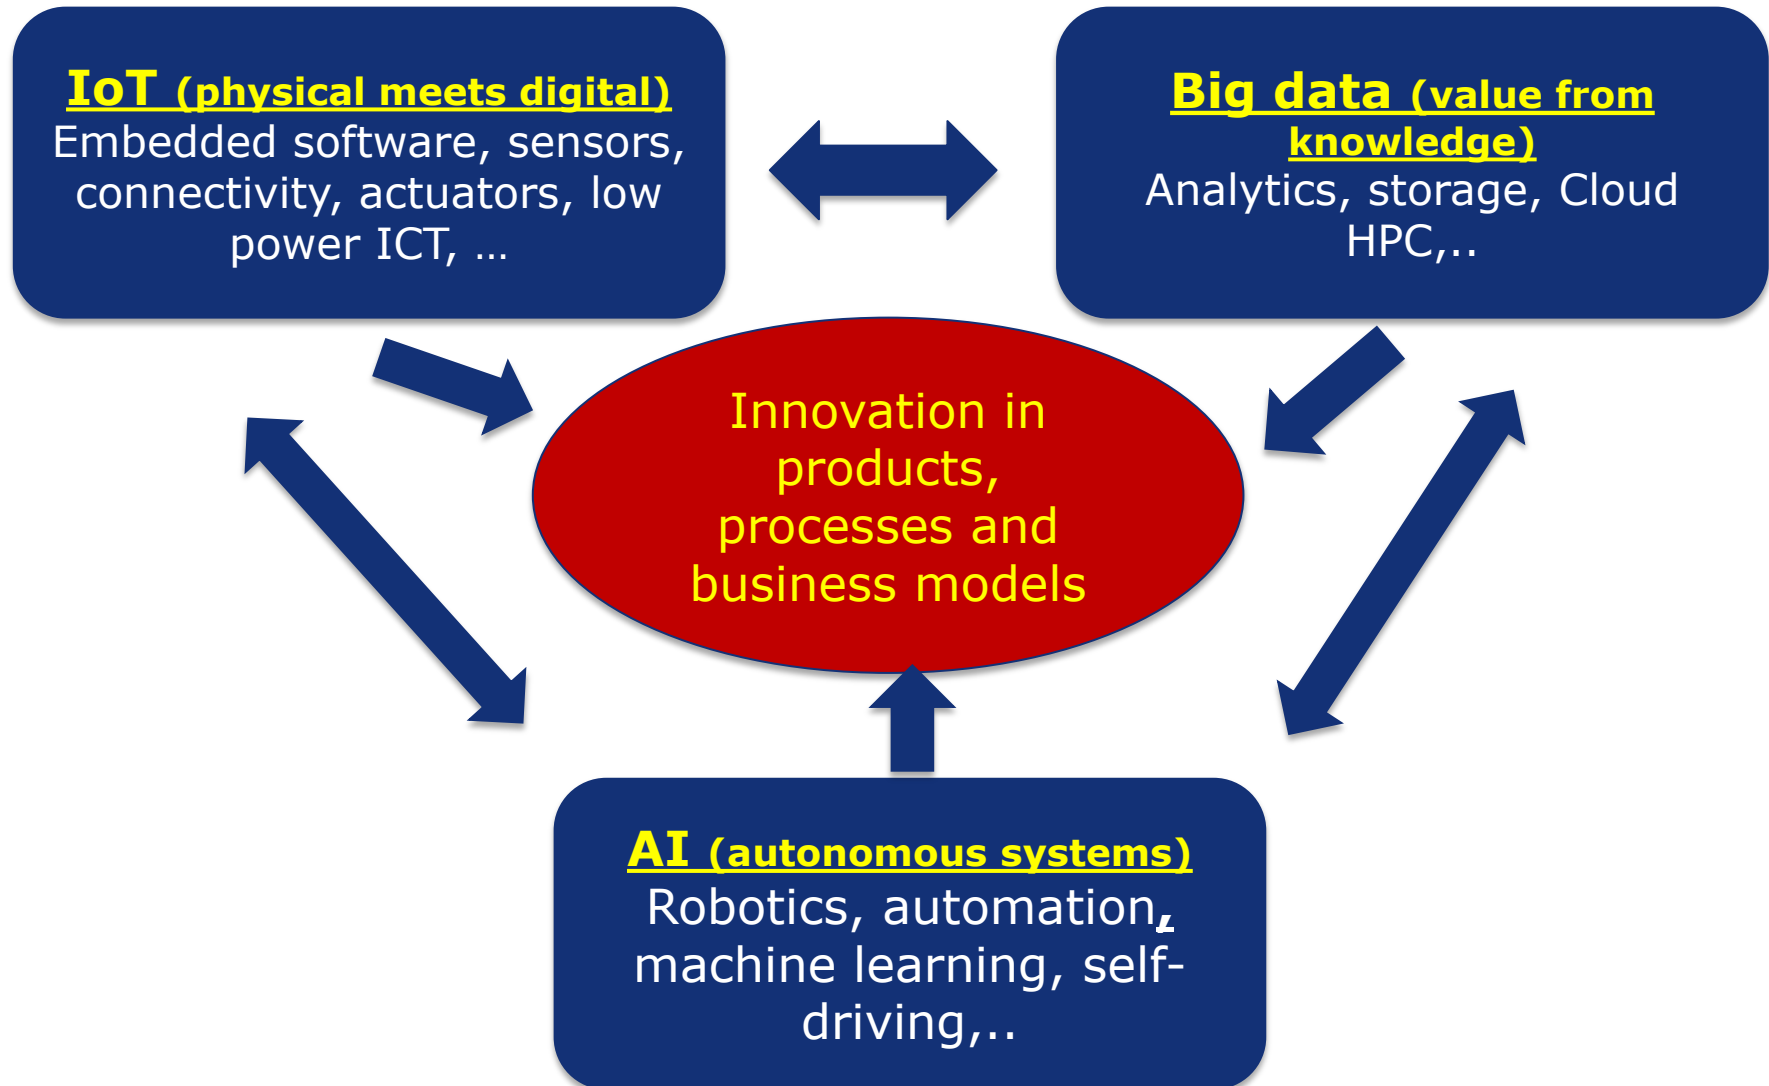 IoT (physical meets digital)
Embedded software, sensors,
connectivity, actuators, low
power ICT, …
Big data (value from
knowledge)
Analytics, storage, Cloud
HPC,..
Innovation in
products,
processes and
business models
AI (autonomous systems)
Robotics, automation,
machine learning, self-
driving,..